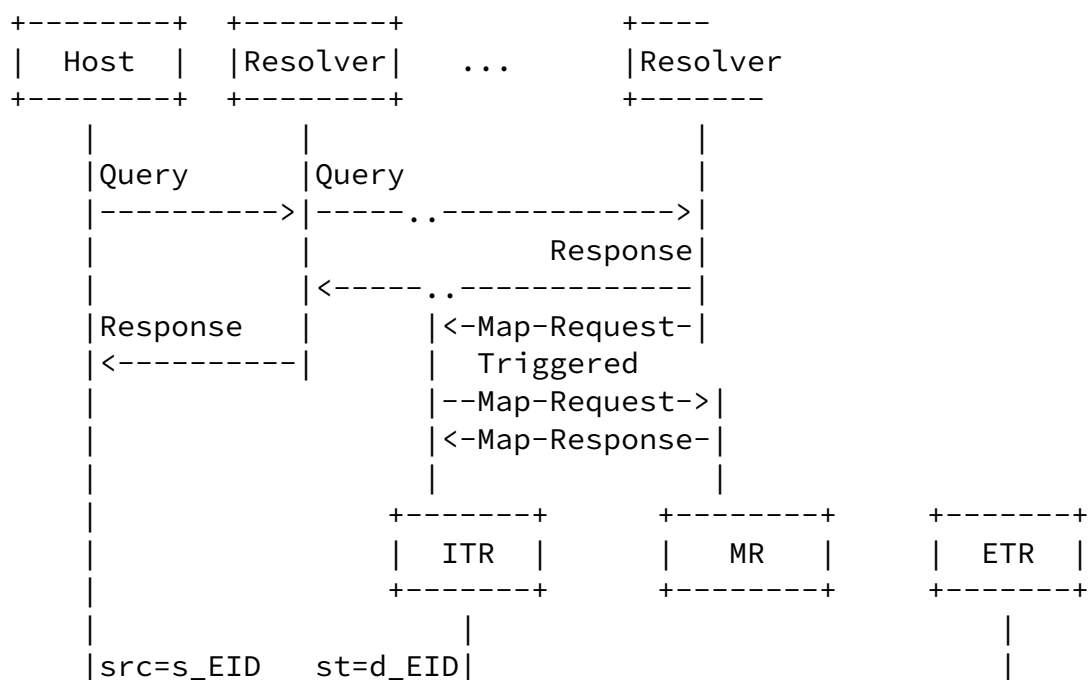 +--------+  +--------+           +----
|  Host  |  |Resolver|   ...     |Resolver
+--------+  +--------+           +-------
    |          |                     |
    |Query     |Query                |
    |--------->|-----..------------->|
    |          |             Response|
    |          |<-----..-------------|
    |Response  |      |<-Map-Request-|
    |<---------|      |  Triggered
    |                 |--Map-Request->|
    |                 |<-Map-Response-|
    |                 |               |
    |               +-------+      +--------+     +-------+
    |               |  ITR  |      |   MR   |     |  ETR  |
    |               +-------+      +--------+     +-------+
    |                   |                             |
    |src=s_EID   st=d_EID|                            |